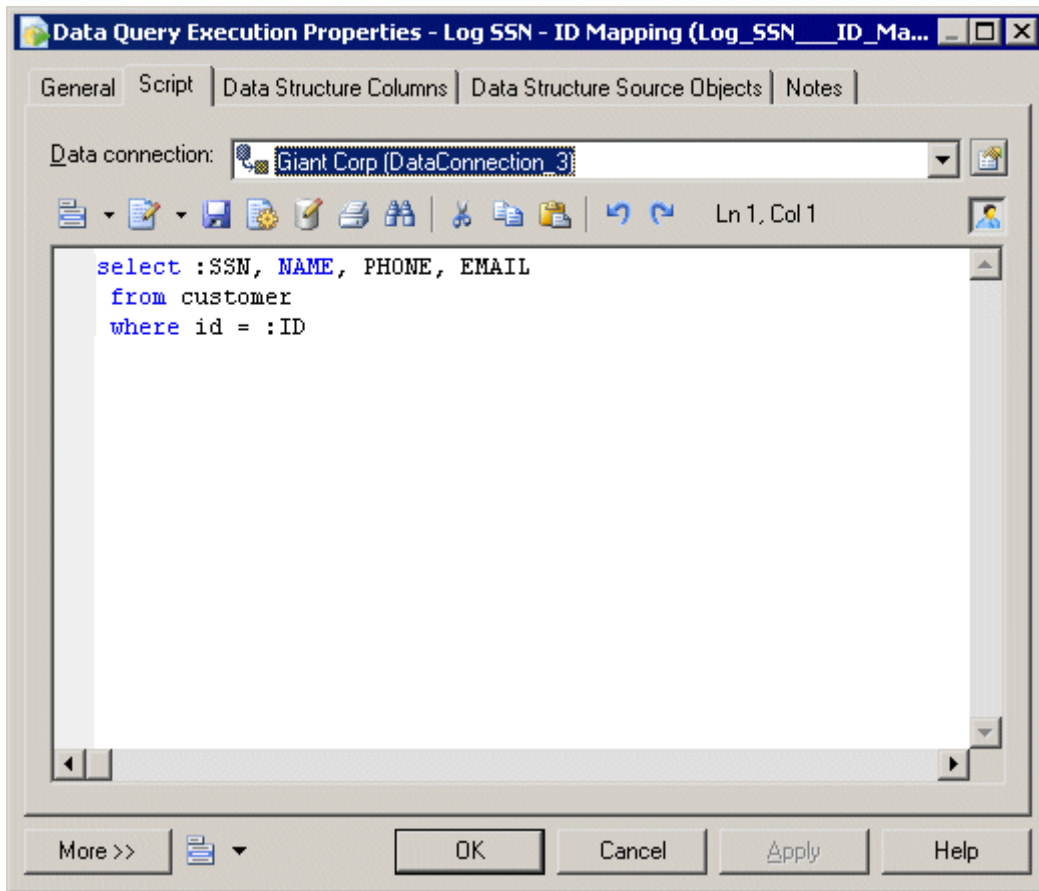 Data Query Execution Properties - Log SSN - ID Mapping (Log_SSN___ID_Ma...
General Script Data Structure Columns Data Structure Source Objects Notes
Data connection: Giant Corp (DataConnection_3)
Ln 1, Col 1
select :SSN, NAME, PHONE, EMAIL
from customer
where id = :ID
More >> OK Cancel Apply Help